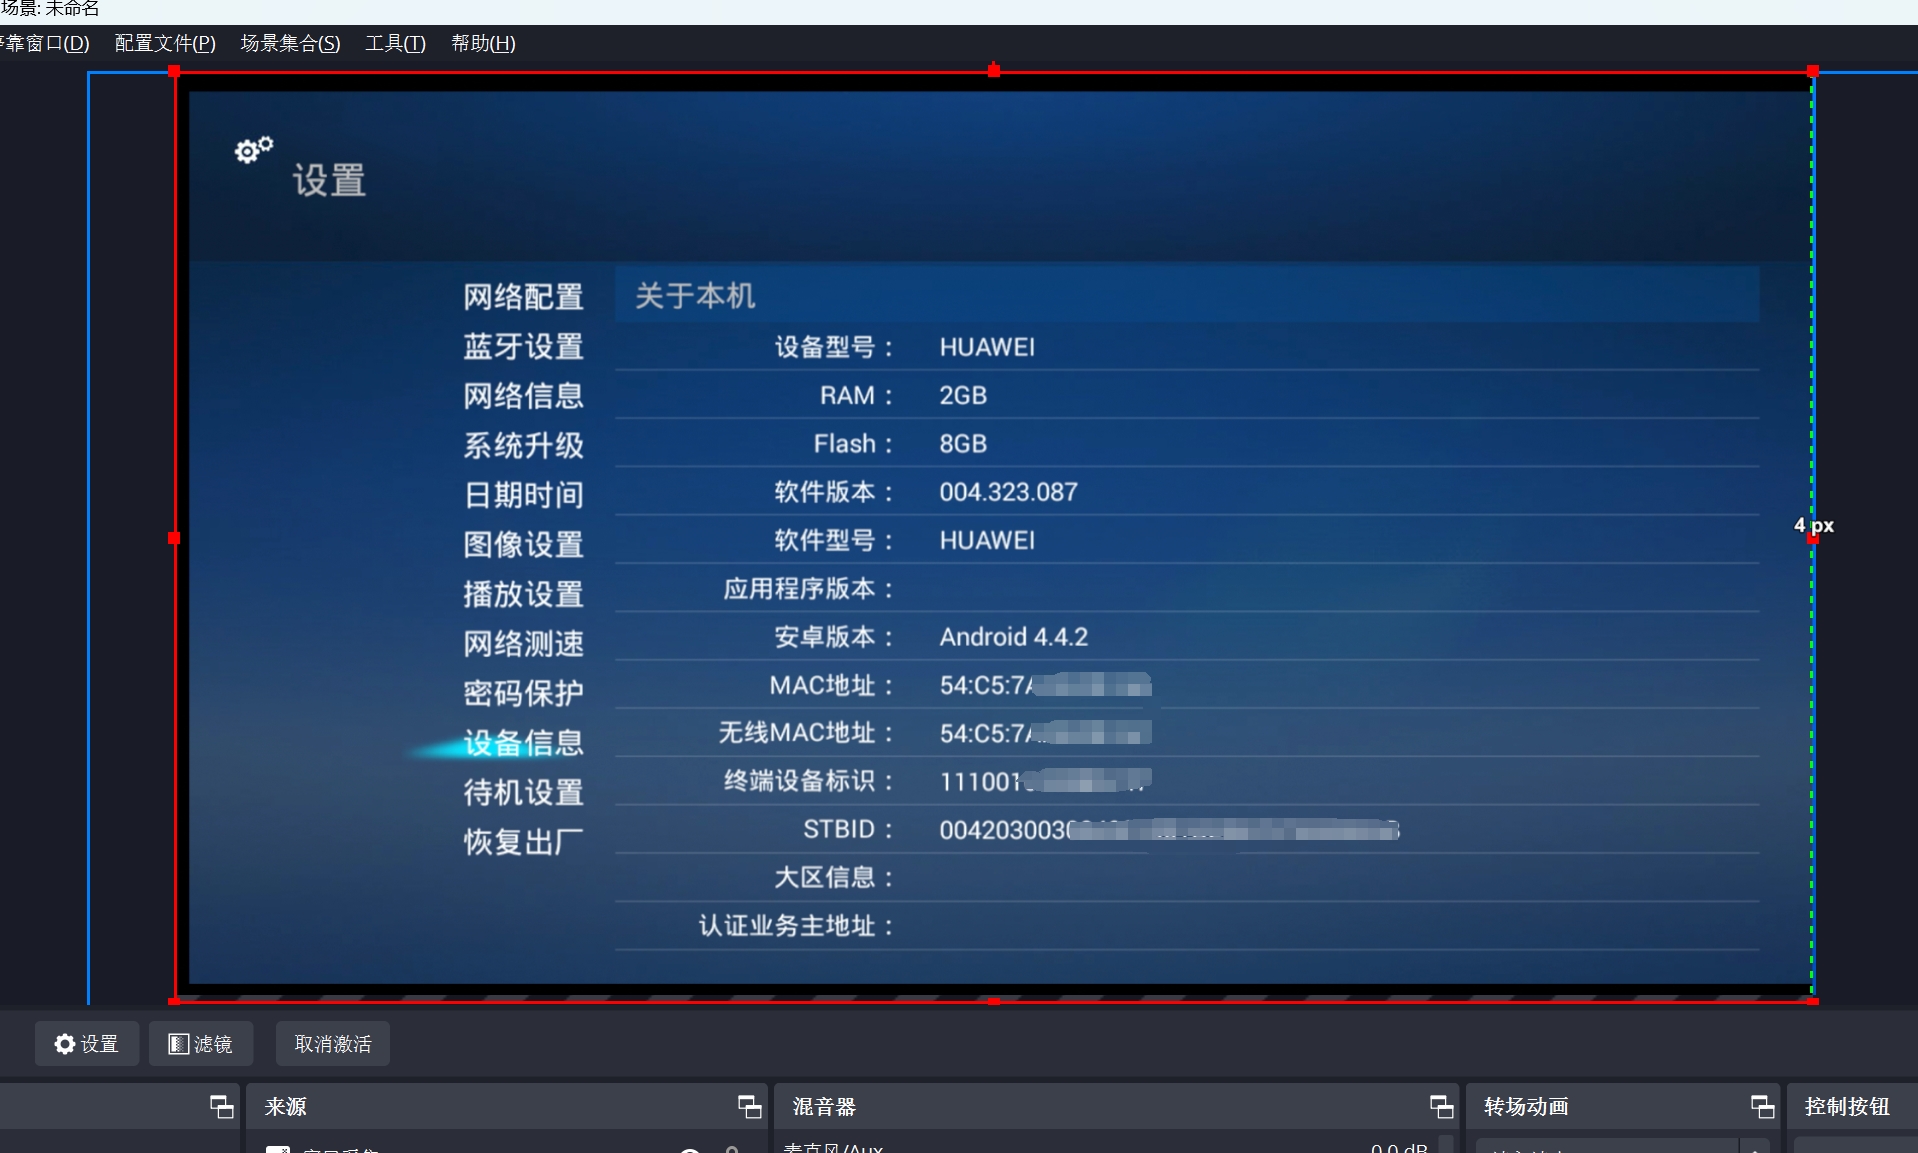 场景: 未命名
停靠窗口(D) 配置文件(P) 场景集合(S) 工具(T) 帮助(H)
设置
网络配置
蓝牙设置
网络信息
系统升级
日期时间
图像设置
播放设置
网络测速
密码保护
设备信息
待机设置
恢复出厂
关于本机
设备型号： HUAWEI
RAM： 2GB
Flash： 8GB
软件版本： 004.323.087
软件型号： HUAWEI
应用程序版本：
安卓版本： Android 4.4.2
MAC地址： 54:C5:7A
无线MAC地址： 54:C5:7A
终端设备标识： 111001
STBID： 0042030030
大区信息：
认证业务主地址：
4 px
设置 滤镜 取消激活
来源 混音器 转场动画 控制按钮
麦克风/Aux 0.0 dB